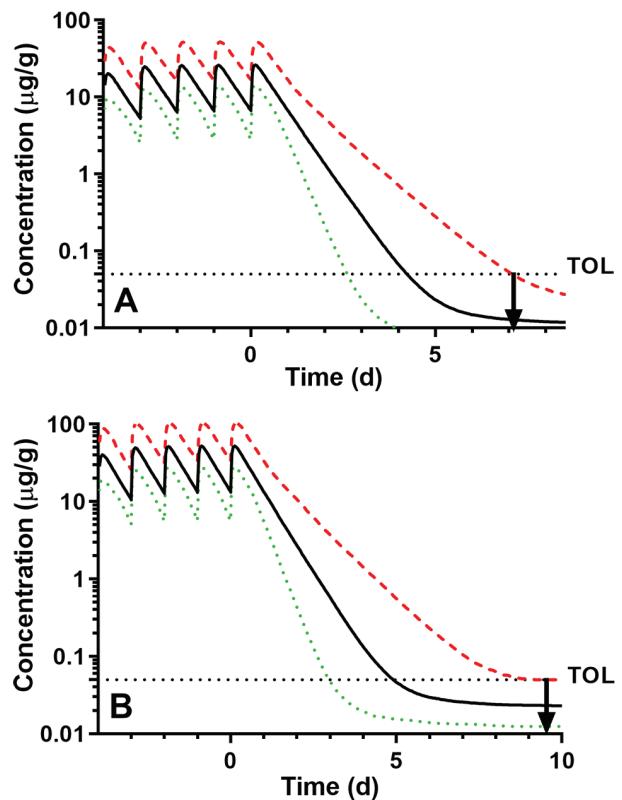 100
10
1
0.1
0.01
Concentration (μg/g)
TOL
A
0 5
Time (d)
100
10
1
0.1
0.01
Concentration (μg/g)
TOL
B
0 5 10
Time (d)